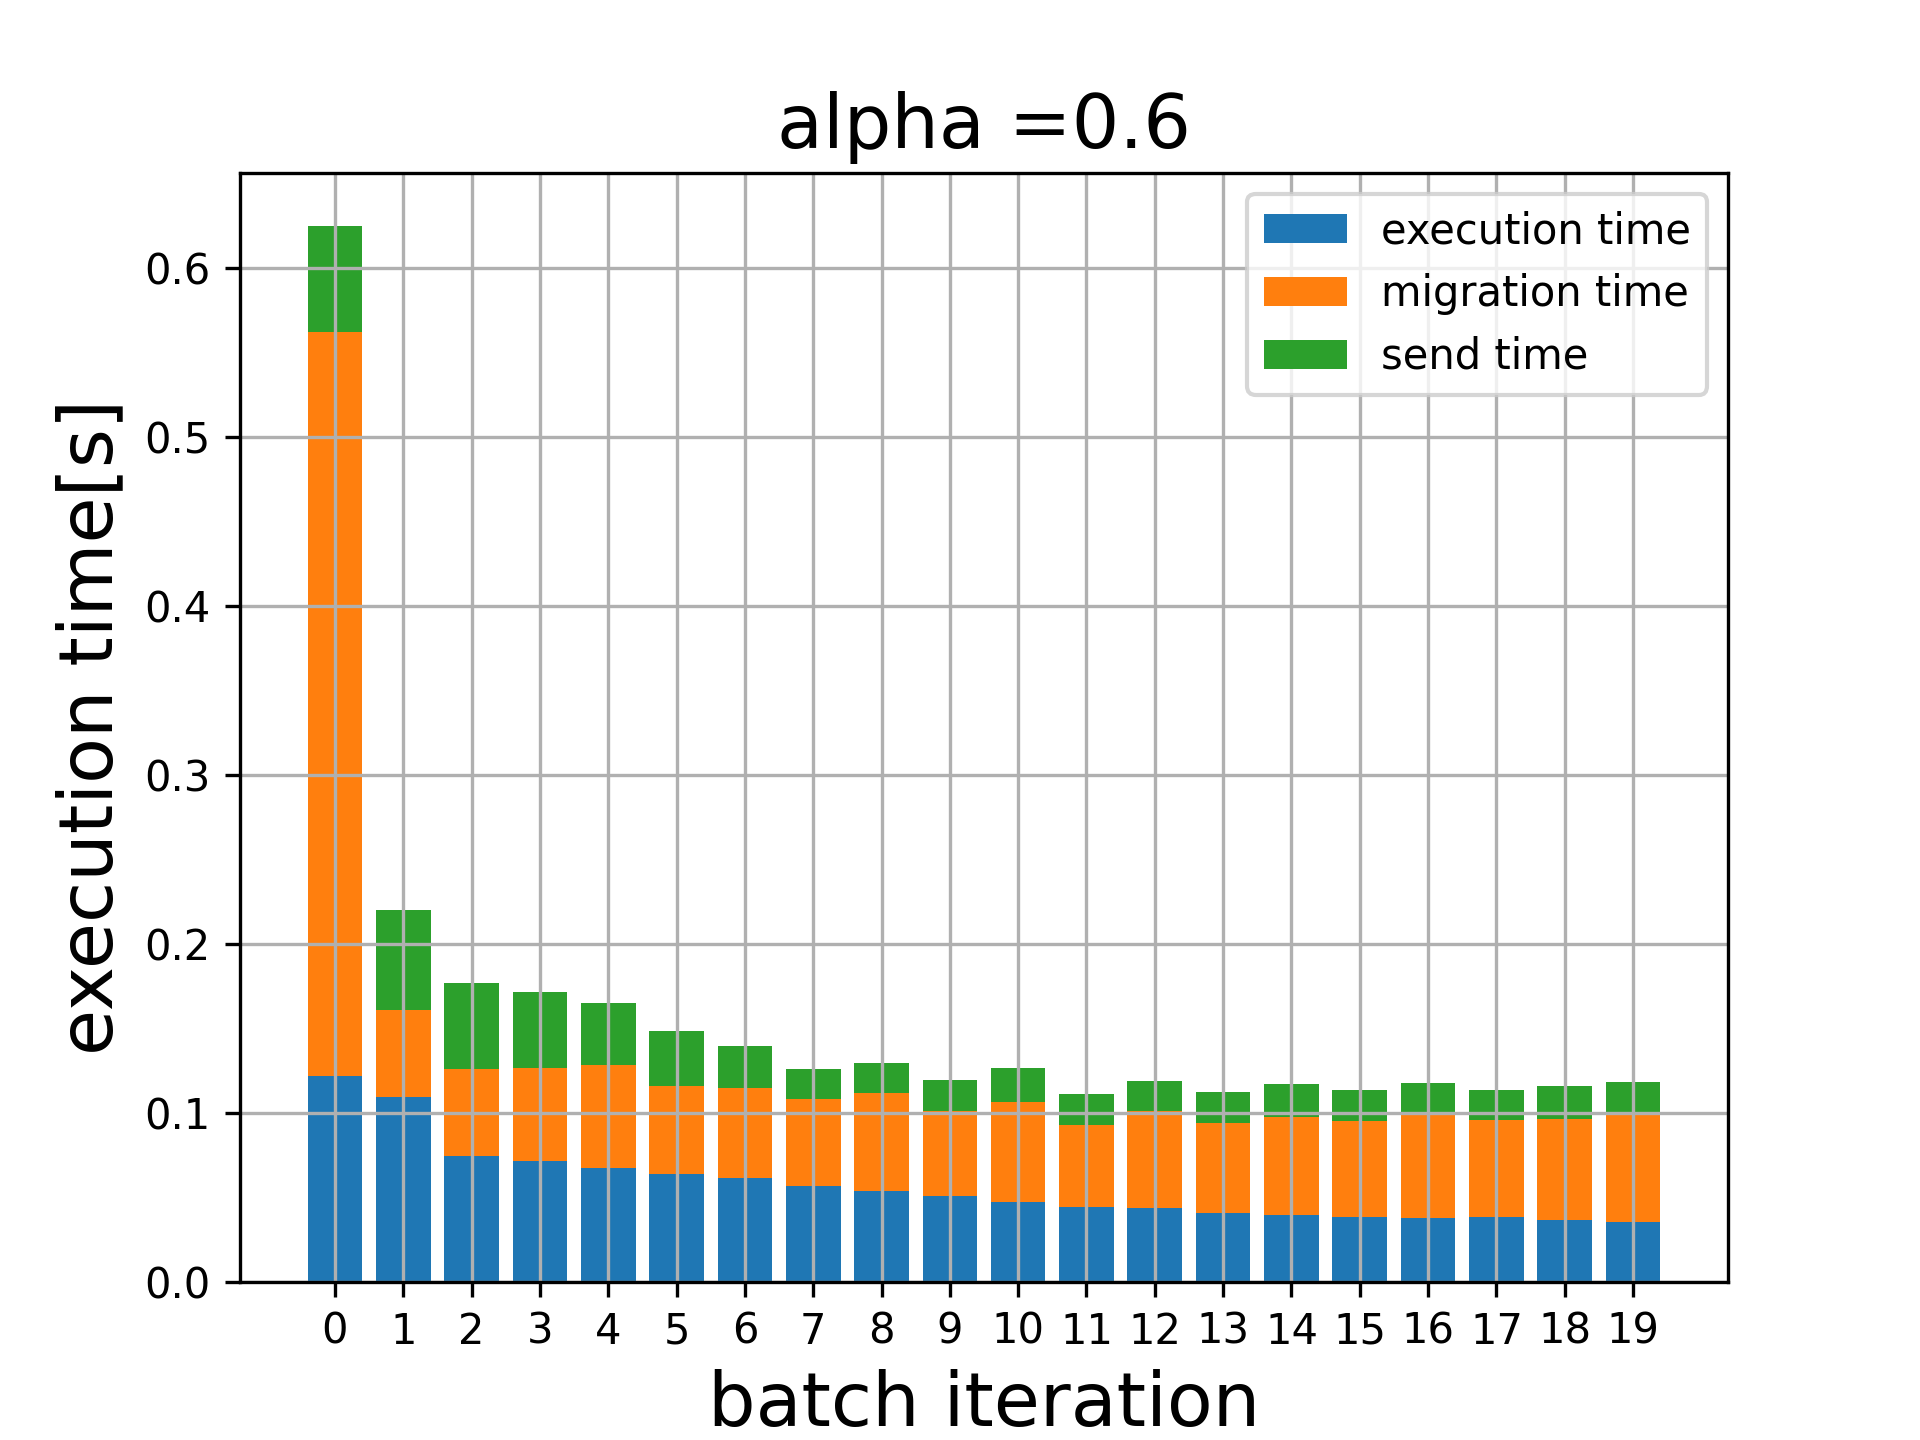 alpha =0.6
execution time
migration time
send time
execution time[s]
0.6
0.5
0.4
0.3
0.2
0.1
0.0
0 1 2 3 4 5 6 7 8 9 10 11 12 13 14 15 16 17 18 19
batch iteration